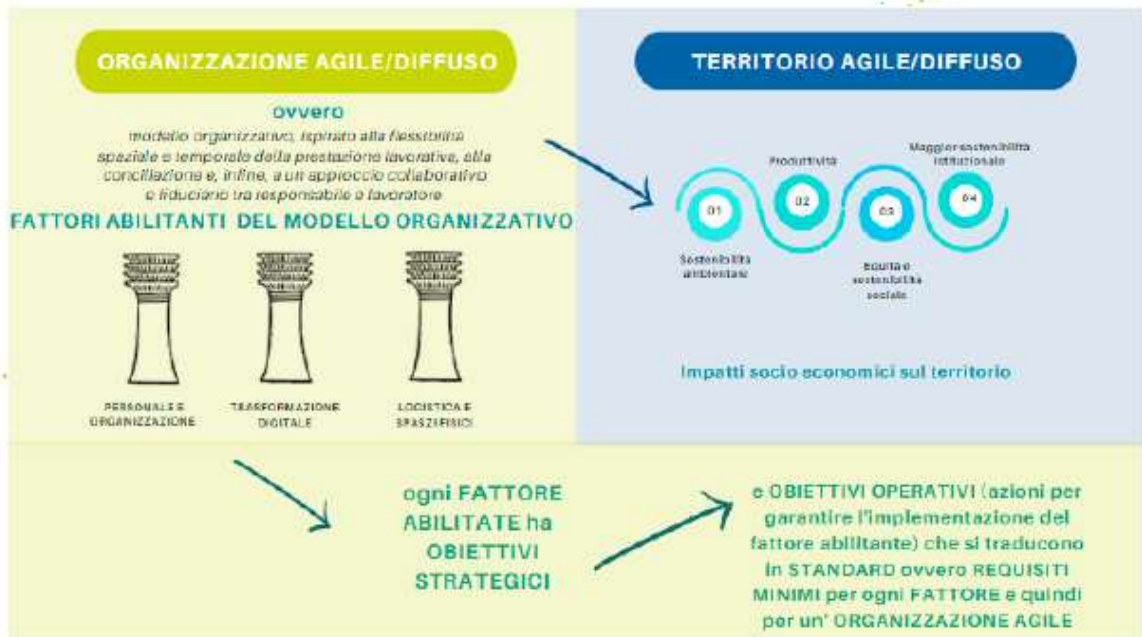 ORGANIZZAZIONE AGILE/DIFFUSO
ovvero
modello organizzativo, ispirato alla flessibilità
spaziale e temporale della prestazione lavorativa, alla
conciliazione e, infine, a un approccio collaborativo
e fiduciario tra responsabile e lavoratore
FATTORI ABILITANTI DEL MODELLO ORGANIZZATIVO
PERSONALE E
ORGANIZZAZIONE
TRASFORMAZIONE
DIGITALE
LOGISTICA E
SPASZI FISICI
TERRITORIO AGILE/DIFFUSO
01
Sostenibilità
ambientale
02
Produttività
03
Equità e
sostenibilità
sociale
04
Maggior sostenibilità
istituzionale
Impatti socio economici sul territorio
ogni FATTORE
ABILITATE ha
OBIETTIVI
STRATEGICI
e OBIETTIVI OPERATIVI (azioni per
garantire l'implementazione del
fattore abilitante) che si traducono
in STANDARD ovvero REQUISITI
MINIMI per ogni FATTORE e quindi
per un' ORGANIZZAZIONE AGILE